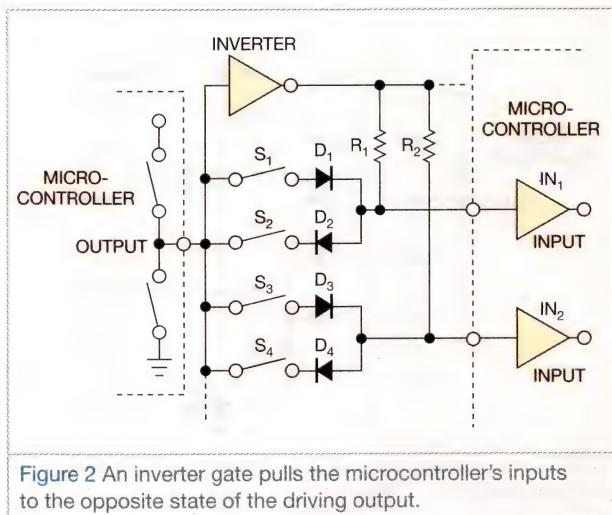 INVERTER
MICRO-
CONTROLLER
R₁
R₂
MICRO-
CONTROLLER
S₁
D₁
IN₁
INPUT
OUTPUT
S₂
D₂
S₃
D₃
IN₂
INPUT
S₄
D₄
Figure 2 An inverter gate pulls the microcontroller's inputs
to the opposite state of the driving output.